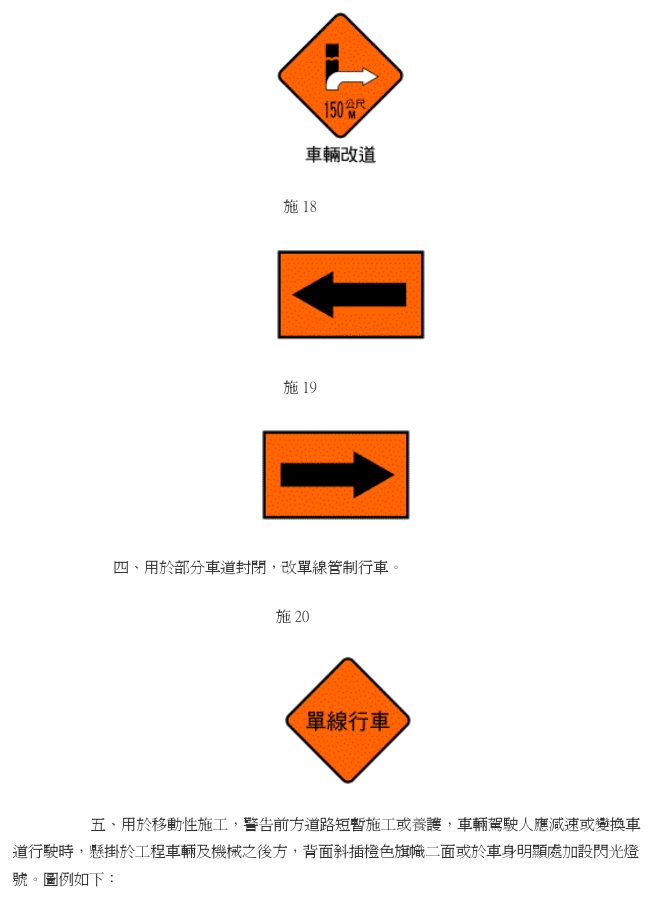 150公尺
M
車輛改道
施 18
施 19
四、用於部分車道封閉，改單線管制行車。
施 20
單線行車
五、用於移動性施工，警告前方道路短暫施工或養護，車輛駕駛人應減速或變換車
道行駛時，懸掛於工程車輛及機械之後方，背面斜插橙色旗幟二面或於車身明顯處加設閃光燈
號。圖例如下：